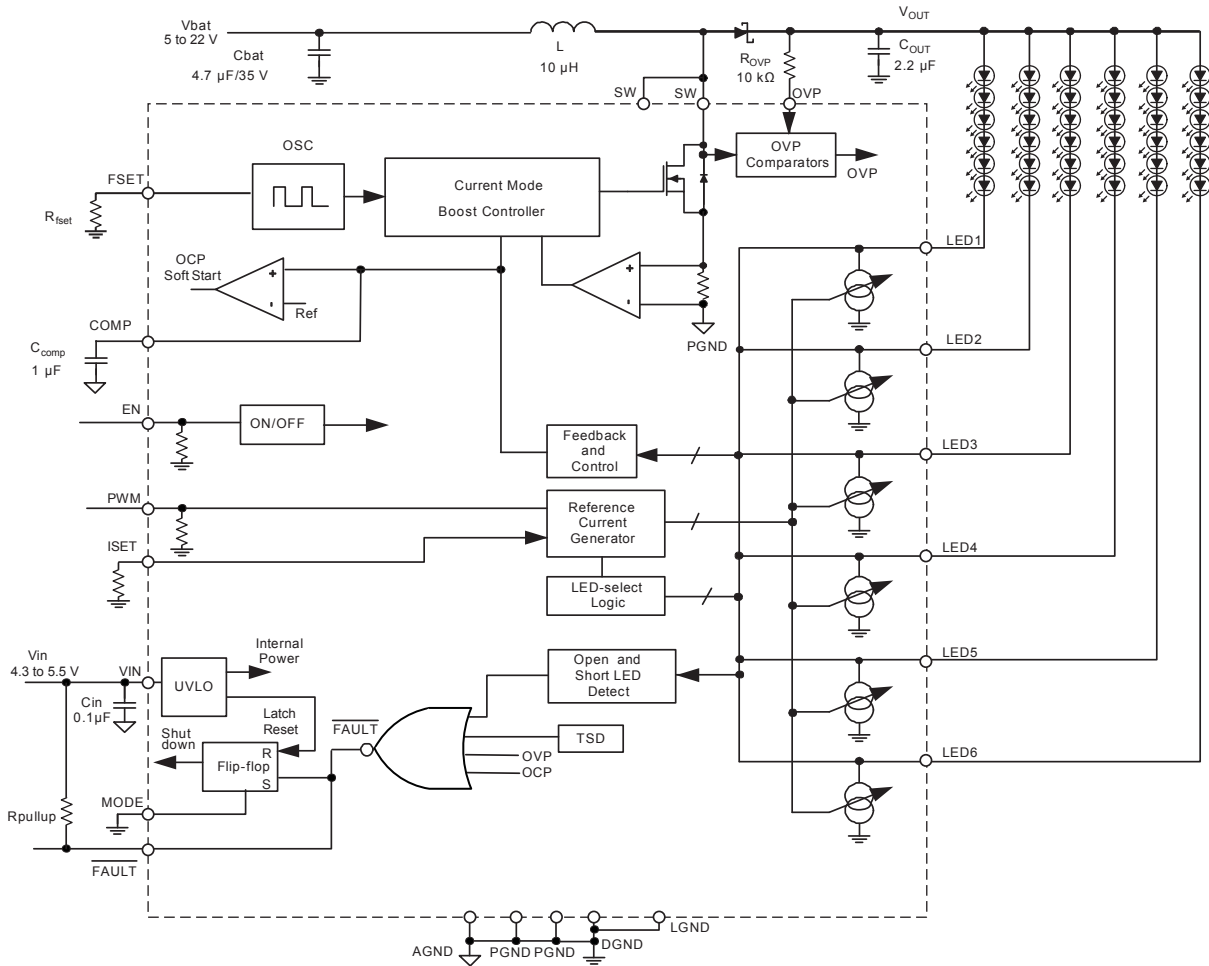 Vbat
5 to 22 V
Cbat
4.7 µF/35 V
L
10 µH
VOUT
ROVP
10 kΩ
COUT
2.2 µF
SW
SW
OVP
OSC
FSET
Rfset
Current Mode
Boost Controller
OVP
Comparators
OVP
OCP
Soft Start
+
-
Ref
+
-
PGND
LED1
COMP
Ccomp
1 µF
LED2
EN
ON/OFF
Feedback
and
Control
LED3
PWM
Reference
Current
Generator
ISET
LED4
LED-select
Logic
Vin
4.3 to 5.5 V
VIN
Internal
Power
UVLO
Cin
0.1µF
Latch
Reset
Open and
Short LED
Detect
LED5
Shut
down
R
Flip-flop
S
FAULT
TSD
OVP
OCP
LED6
MODE
Rpullup
FAULT
AGND
PGND
PGND
DGND
LGND